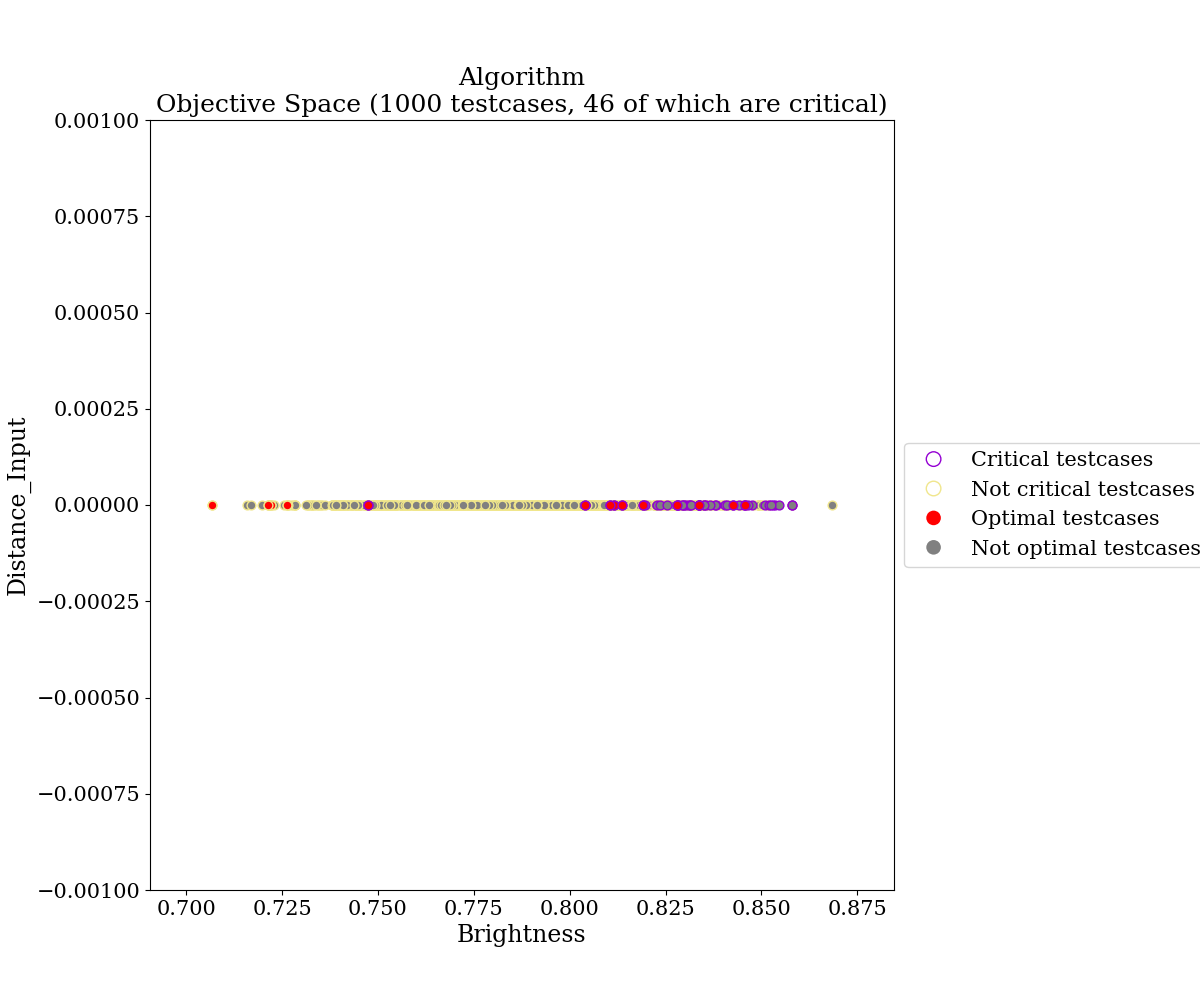 Algorithm
Objective Space (1000 testcases, 46 of which are critical)
0.00100
0.00075
0.00050
0.00025
0.00000
−0.00025
−0.00050
−0.00075
−0.00100
Distance_Input
0.700 0.725 0.750 0.775 0.800 0.825 0.850 0.875
Brightness
Critical testcases
Not critical testcases
Optimal testcases
Not optimal testcases